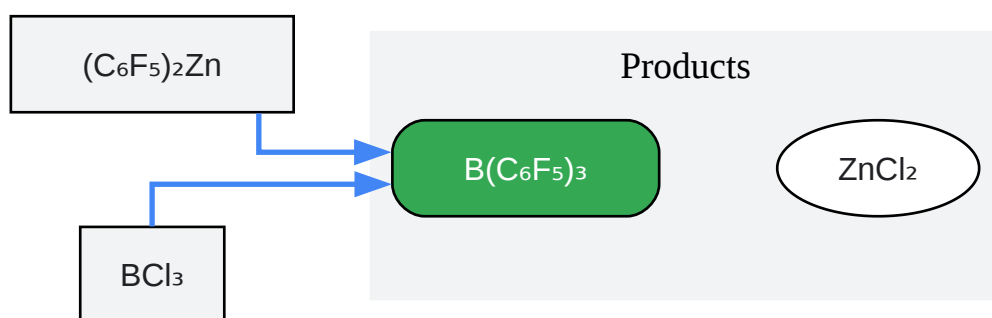 (C₆F₅)₂Zn
Products
B(C₆F₅)₃
ZnCl₂
BCl₃